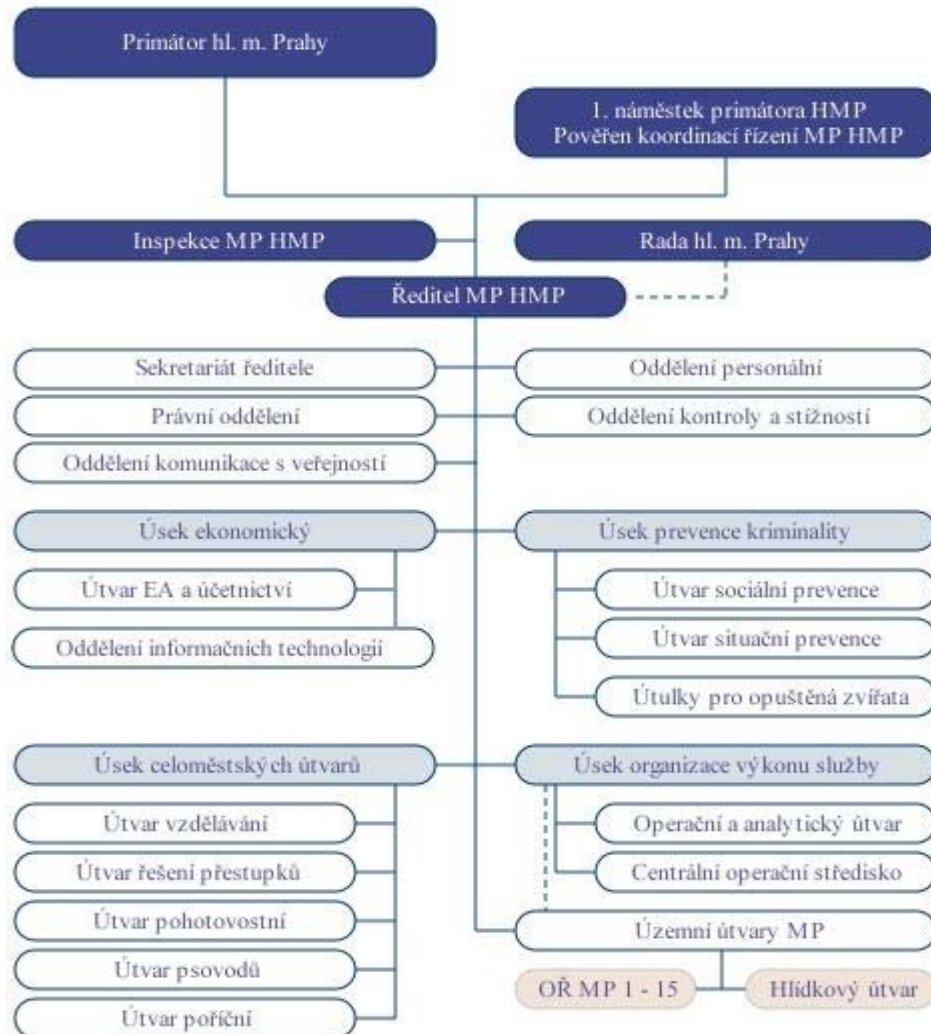 Primátor hl. m. Prahy
1. náměstek primátora HMP
Pověřen koordinací řízení MP HMP
Inspekce MP HMP
Rada hl. m. Prahy
Ředitel MP HMP
Sekretariát ředitele
Oddělení personální
Právní oddělení
Oddělení kontroly a stížností
Oddělení komunikace s veřejností
Úsek ekonomický
Útvar EA a účetnictví
Oddělení informačních technologií
Úsek prevence kriminality
Útvar sociální prevence
Útvar situační prevence
Útulky pro opuštěná zvířata
Úsek celoměstských útvarů
Útvar vzdělávání
Útvar řešení přestupků
Útvar pohotovostní
Útvar psovodů
Útvar poříční
Úsek organizace výkonu služby
Operační a analytický útvar
Centrální operační středisko
Územní útvary MP
OŘ MP 1 - 15
Hlídkový útvar